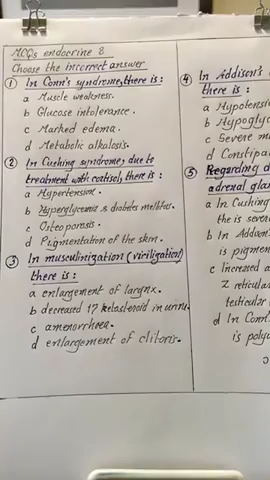 MCQs endocrine 8
Choose the incorrect answer
① In Conn's syndrome, there is:
a Muscle weakness.
b Glucose intolerance.
c Marked edema.
d Metabolic alkalosis.
② In Cushing syndrome, due to
treatment with cortisol, there is:
a Hypertension.
b Hyperglycemia & diabetes mellitus.
c Osteoporosis.
d Pigmentation of the skin.
③ In musculinization (virilization)
there is:
a enlargement of larynx.
b decreased 17 ketosteroid in urine.
c amenorrhoea.
d enlargement of clitoris.
④ In Addison's
there is:
a Hypotensi
b Hypogly
c Severe m
d Constipa
⑤ Regarding d
adrenal gla
a In Cushing
the is sever
b In Addison
is pigmen
c Increased a
Z reticular
testicular
d In Conn'
is poly